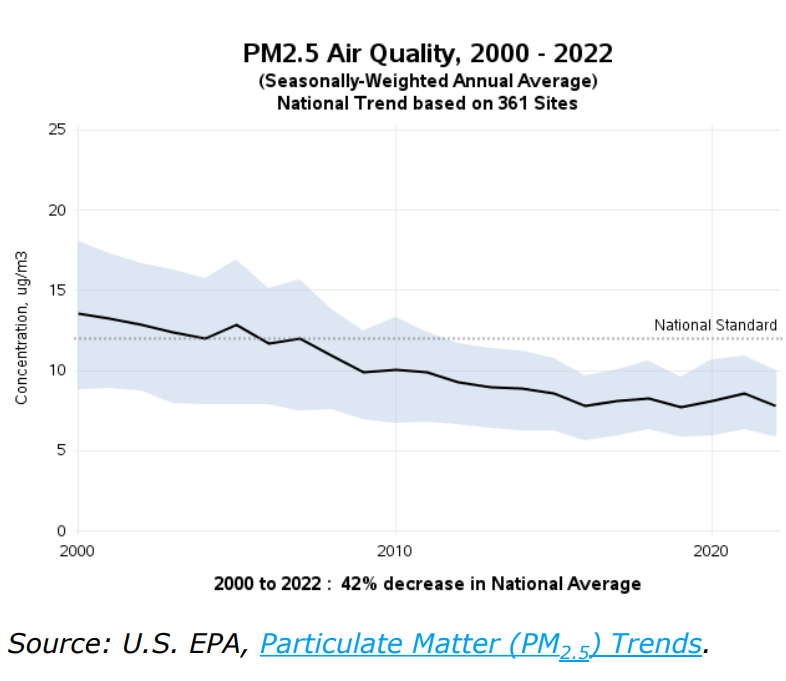 PM2.5 Air Quality, 2000 - 2022
(Seasonally-Weighted Annual Average)
National Trend based on 361 Sites
25
20
15
10
5
0
Concentration, ug/m3
National Standard
2000
2010
2020
2000 to 2022 : 42% decrease in National Average
Source: U.S. EPA, Particulate Matter (PM2.5) Trends.